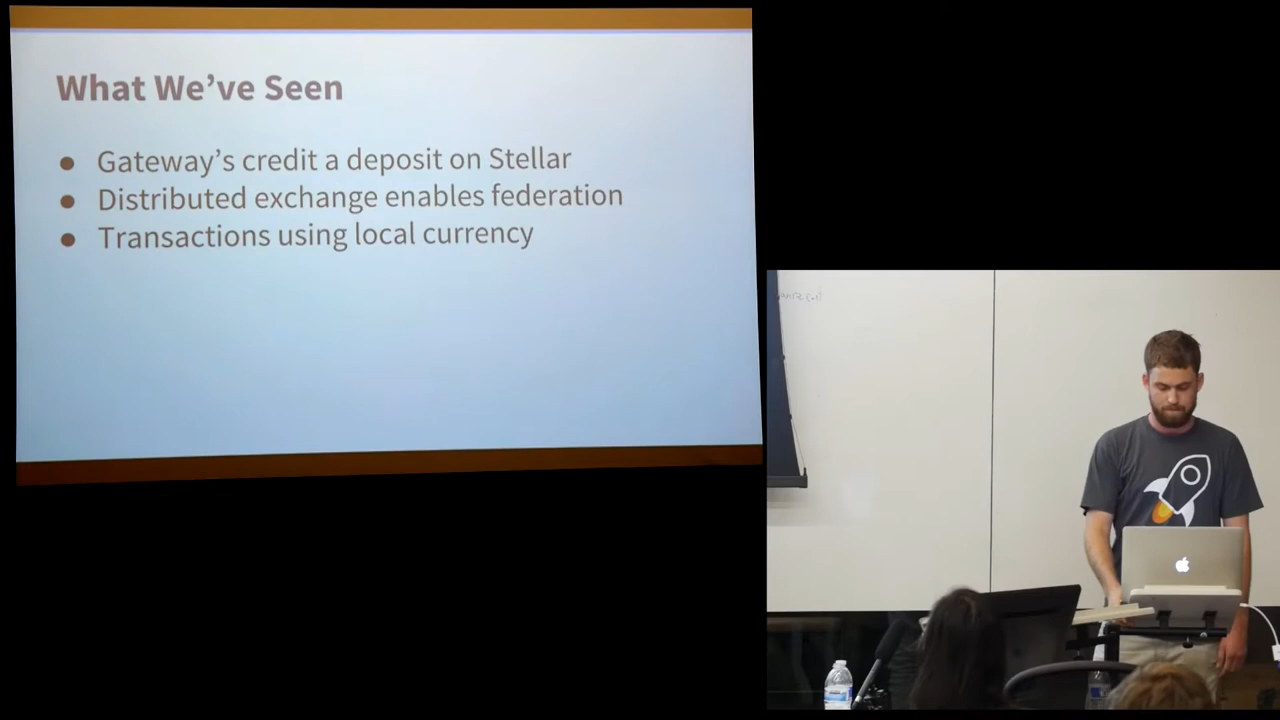 What We've Seen
● Gateway's credit a deposit on Stellar
● Distributed exchange enables federation
● Transactions using local currency